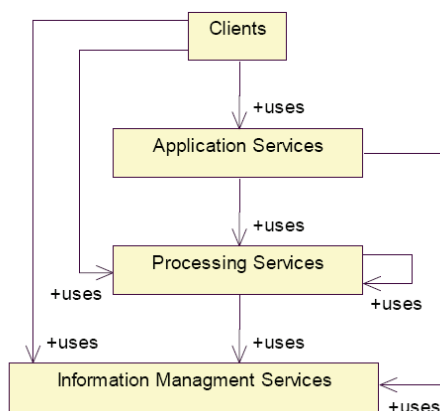 Clients
+uses
Application Services
+uses
Processing Services
+uses
+uses
+uses
+uses
Information Managment Services
+uses